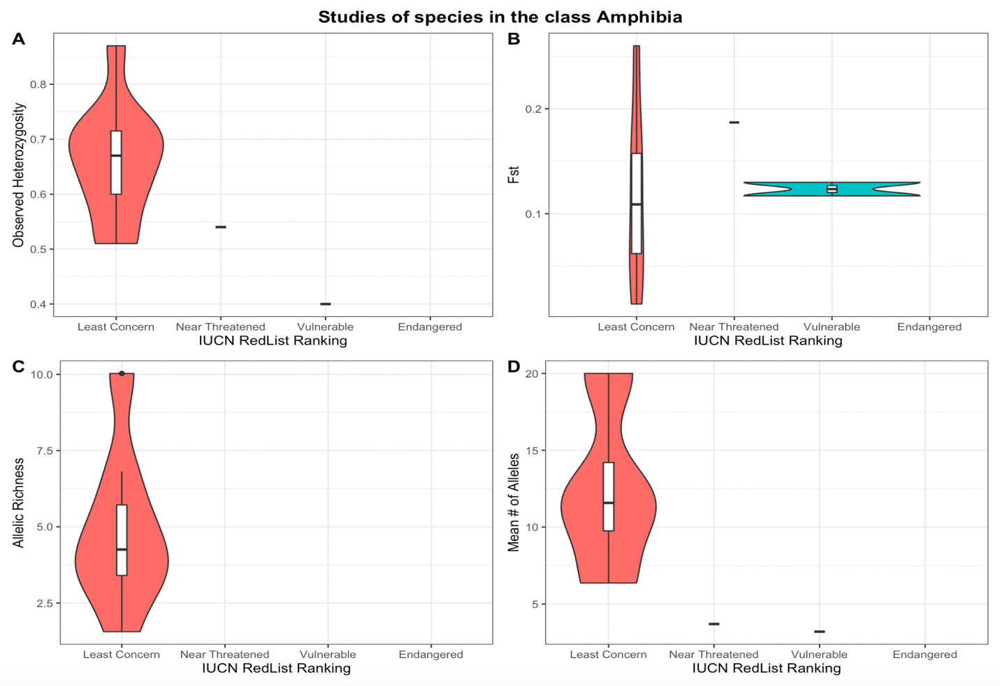 Studies of species in the class Amphibia
A
B
Observed Heterozygosity
0.8
0.7
0.6
0.5
0.4
Least Concern Near Threatened Vulnerable Endangered
IUCN RedList Ranking
Fst
0.2
0.1
Least Concern Near Threatened Vulnerable Endangered
IUCN RedList Ranking
C
D
Allelic Richness
10.0
7.5
5.0
2.5
Least Concern Near Threatened Vulnerable Endangered
IUCN RedList Ranking
Mean # of Alleles
20
15
10
5
Least Concern Near Threatened Vulnerable Endangered
IUCN RedList Ranking